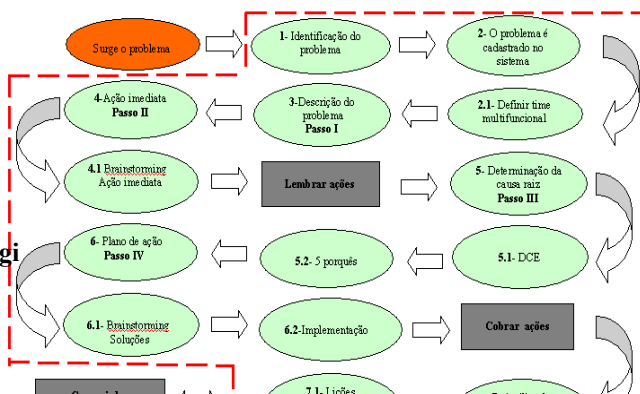 Surge o problema
1- Identificação do
problema
2- O problema é
cadastrado no
sistema
4-Ação imediata
Passo II
3-Descrição do
problema
Passo I
2.1- Definir time
multifuncional
4.1 Brainstorming
Ação imediata
Lembrar ações
5- Determinação da
causa raiz
Passo III
gi
6- Plano de ação
Passo IV
5.2- 5 porquês
5.1- DCE
6.1- Brainstorming
Soluções
6.2-Implementação
Cobrar ações
7.1- Lições